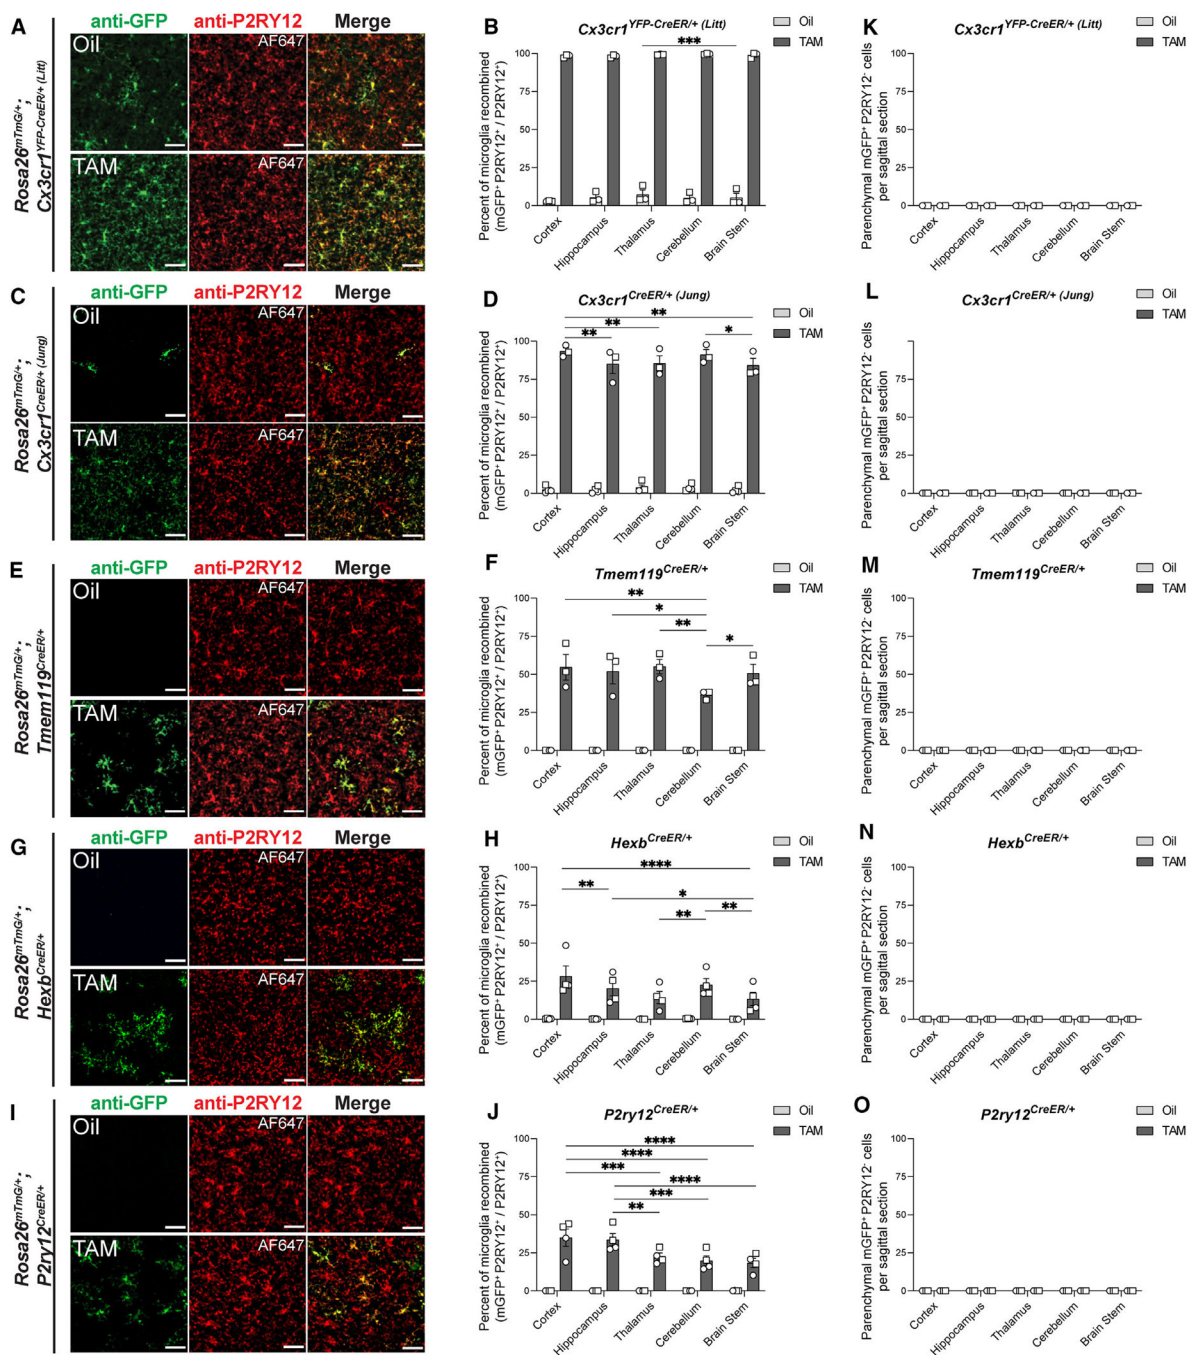 A
anti-GFP anti-P2RY12 Merge
Rosa26mTmG/+;
Cx3cr1YFP-CreER/+ (Litt)
Oil
AF647
TAM
AF647
B
Cx3cr1YFP-CreER/+ (Litt)
Oil
TAM
Percent of microglia recombined
(mGFP+ P2RY12+ / P2RY12+)
100
75
50
25
0
***
Cortex
Hippocampus
Thalamus
Cerebellum
Brain Stem
K
Cx3cr1YFP-CreER/+ (Litt)
Oil
TAM
Parenchymal mGFP+ P2RY12- cells
per sagittal section
100
75
50
25
0
Cortex
Hippocampus
Thalamus
Cerebellum
Brain Stem
C
anti-GFP anti-P2RY12 Merge
Rosa26mTmG/+;
Cx3cr1CreER/+ (Jung)
Oil
AF647
TAM
AF647
D
Cx3cr1CreER/+ (Jung)
Oil
TAM
Percent of microglia recombined
(mGFP+ P2RY12+ / P2RY12+)
100
75
50
25
0
**
**
**
*
Cortex
Hippocampus
Thalamus
Cerebellum
Brain Stem
L
Cx3cr1CreER/+ (Jung)
Oil
TAM
Parenchymal mGFP+ P2RY12- cells
per sagittal section
75
50
25
0
Cortex
Hippocampus
Thalamus
Cerebellum
Brain Stem
E
anti-GFP anti-P2RY12 Merge
Rosa26mTmG/+;
Tmem119CreER/+
Oil
AF647
TAM
AF647
F
Tmem119CreER/+
Oil
TAM
Percent of microglia recombined
(mGFP+ P2RY12+ / P2RY12+)
100
75
50
25
0
**
*
**
*
Cortex
Hippocampus
Thalamus
Cerebellum
Brain Stem
M
Tmem119CreER/+
Oil
TAM
Parenchymal mGFP+ P2RY12- cells
per sagittal section
100
75
50
25
0
Cortex
Hippocampus
Thalamus
Cerebellum
Brain Stem
G
anti-GFP anti-P2RY12 Merge
Rosa26mTmG/+;
HexbCreER/+
Oil
AF647
TAM
AF647
H
HexbCreER/+
Oil
TAM
Percent of microglia recombined
(mGFP+ P2RY12+ / P2RY12+)
100
75
50
25
0
****
**
*
**
**
Cortex
Hippocampus
Thalamus
Cerebellum
Brain Stem
N
HexbCreER/+
Oil
TAM
Parenchymal mGFP+ P2RY12- cells
per sagittal section
100
75
50
25
0
Cortex
Hippocampus
Thalamus
Cerebellum
Brain Stem
I
anti-GFP anti-P2RY12 Merge
Rosa26mTmG/+;
P2ry12CreER/+
Oil
AF647
TAM
AF647
J
P2ry12CreER/+
Oil
TAM
Percent of microglia recombined
(mGFP+ P2RY12+ / P2RY12+)
100
75
50
25
0
****
****
***
****
***
**
Cortex
Hippocampus
Thalamus
Cerebellum
Brain Stem
O
P2ry12CreER/+
Oil
TAM
Parenchymal mGFP+ P2RY12- cells
per sagittal section
100
75
50
25
0
Cortex
Hippocampus
Thalamus
Cerebellum
Brain Stem